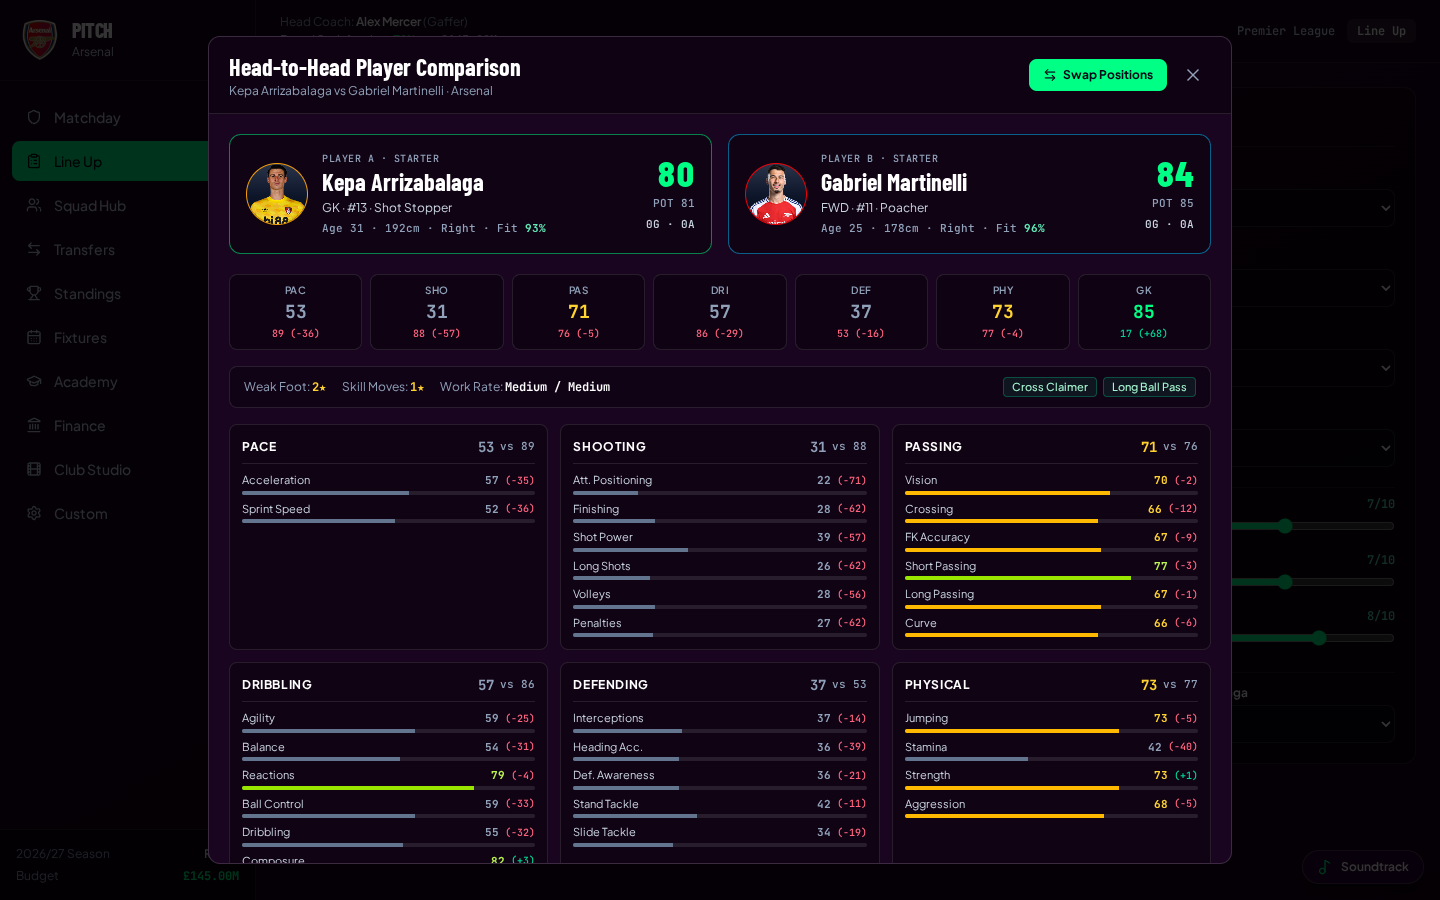 PITCH
Arsenal
Head Coach: Alex Mercer (Gaffer)
Premier League
Line Up
Matchday
Line Up
Squad Hub
Transfers
Standings
Fixtures
Academy
Finance
Club Studio
Custom
2026/27 Season
Budget
£145.00M
Head-to-Head Player Comparison
Kepa Arrizabalaga vs Gabriel Martinelli · Arsenal
Swap Positions
PLAYER A · STARTER
Kepa Arrizabalaga
GK · #13 · Shot Stopper
Age 31 · 192cm · Right · Fit 93%
80
POT 81
0G · 0A
PLAYER B · STARTER
Gabriel Martinelli
FWD · #11 · Poacher
Age 25 · 178cm · Right · Fit 96%
84
POT 85
0G · 0A
PAC
53
89 (-36)
SHO
31
88 (-57)
PAS
71
76 (-5)
DRI
57
86 (-29)
DEF
37
53 (-16)
PHY
73
77 (-4)
GK
85
17 (+68)
Weak Foot: 2★ Skill Moves: 1★ Work Rate: Medium / Medium
Cross Claimer
Long Ball Pass
PACE 53 vs 89
Acceleration 57 (-35)
Sprint Speed 52 (-36)
SHOOTING 31 vs 88
Att. Positioning 22 (-71)
Finishing 28 (-62)
Shot Power 39 (-57)
Long Shots 26 (-62)
Volleys 28 (-56)
Penalties 27 (-62)
PASSING 71 vs 76
Vision 70 (-2)
Crossing 66 (-12)
FK Accuracy 67 (-9)
Short Passing 77 (-3)
Long Passing 67 (-1)
Curve 66 (-6)
DRIBBLING 57 vs 86
Agility 59 (-25)
Balance 54 (-31)
Reactions 79 (-4)
Ball Control 59 (-33)
Dribbling 55 (-32)
Composure 82 (+3)
DEFENDING 37 vs 53
Interceptions 37 (-14)
Heading Acc. 36 (-39)
Def. Awareness 36 (-21)
Stand Tackle 42 (-11)
Slide Tackle 34 (-19)
PHYSICAL 73 vs 77
Jumping 73 (-5)
Stamina 42 (-40)
Strength 73 (+1)
Aggression 68 (-5)
7/10
7/10
8/10
ga
Soundtrack